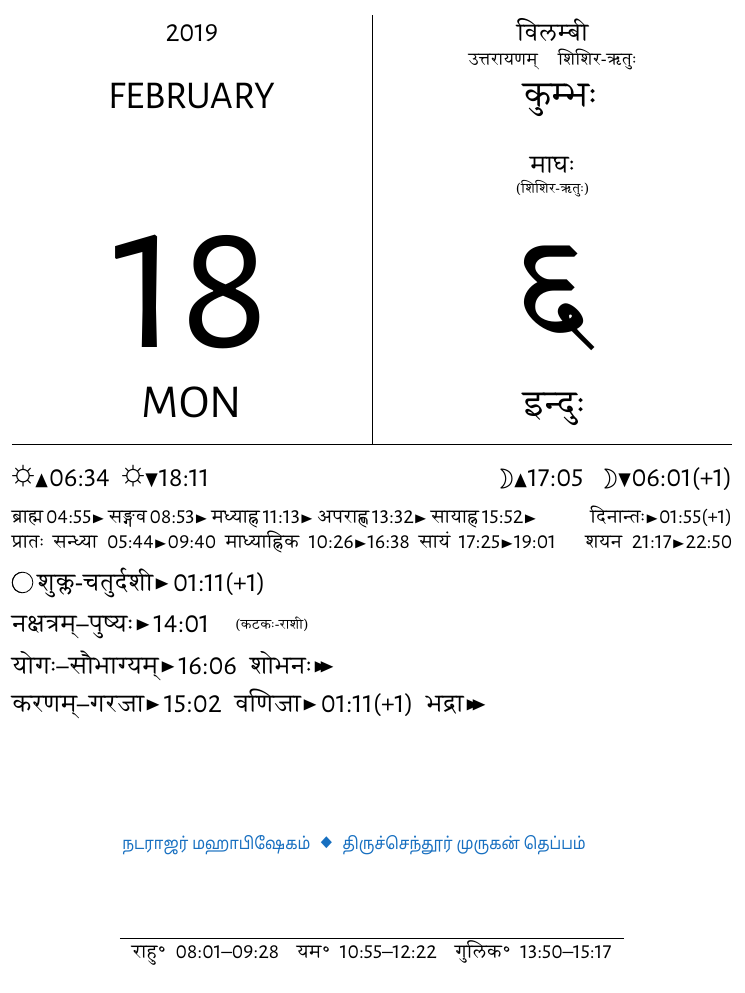 2019
FEBRUARY
18
MON
विलम्बी
उत्तरायणम् शिशिर-ऋतुः
कुम्भः
माघः
(शिशिर-ऋतुः)
६
इन्दुः
☼▲06:34 ☼▼18:11 ☽▲17:05 ☽▼06:01(+1)
ब्राह्म 04:55► सङ्गव 08:53► मध्याह्न 11:13► अपराह्ण 13:32► सायाह्न 15:52► दिनान्तः►01:55(+1)
प्रातः सन्ध्या 05:44►09:40 माध्याह्निक 10:26►16:38 सायं 17:25►19:01 शयन 21:17►22:50
◯ शुक्ल-चतुर्दशी►01:11(+1)
नक्षत्रम्–पुष्यः►14:01 (कटकः-राशी)
योगः–सौभाग्यम्►16:06 शोभनः►►
करणम्–गरजा►15:02 वणिजा►01:11(+1) भद्रा►►
நடராஜர் மஹாபிஷேகம் ◆ திருச்செந்தூர் முருகன் தெப்பம்
राहु° 08:01–09:28 यम° 10:55–12:22 गुलिक° 13:50–15:17